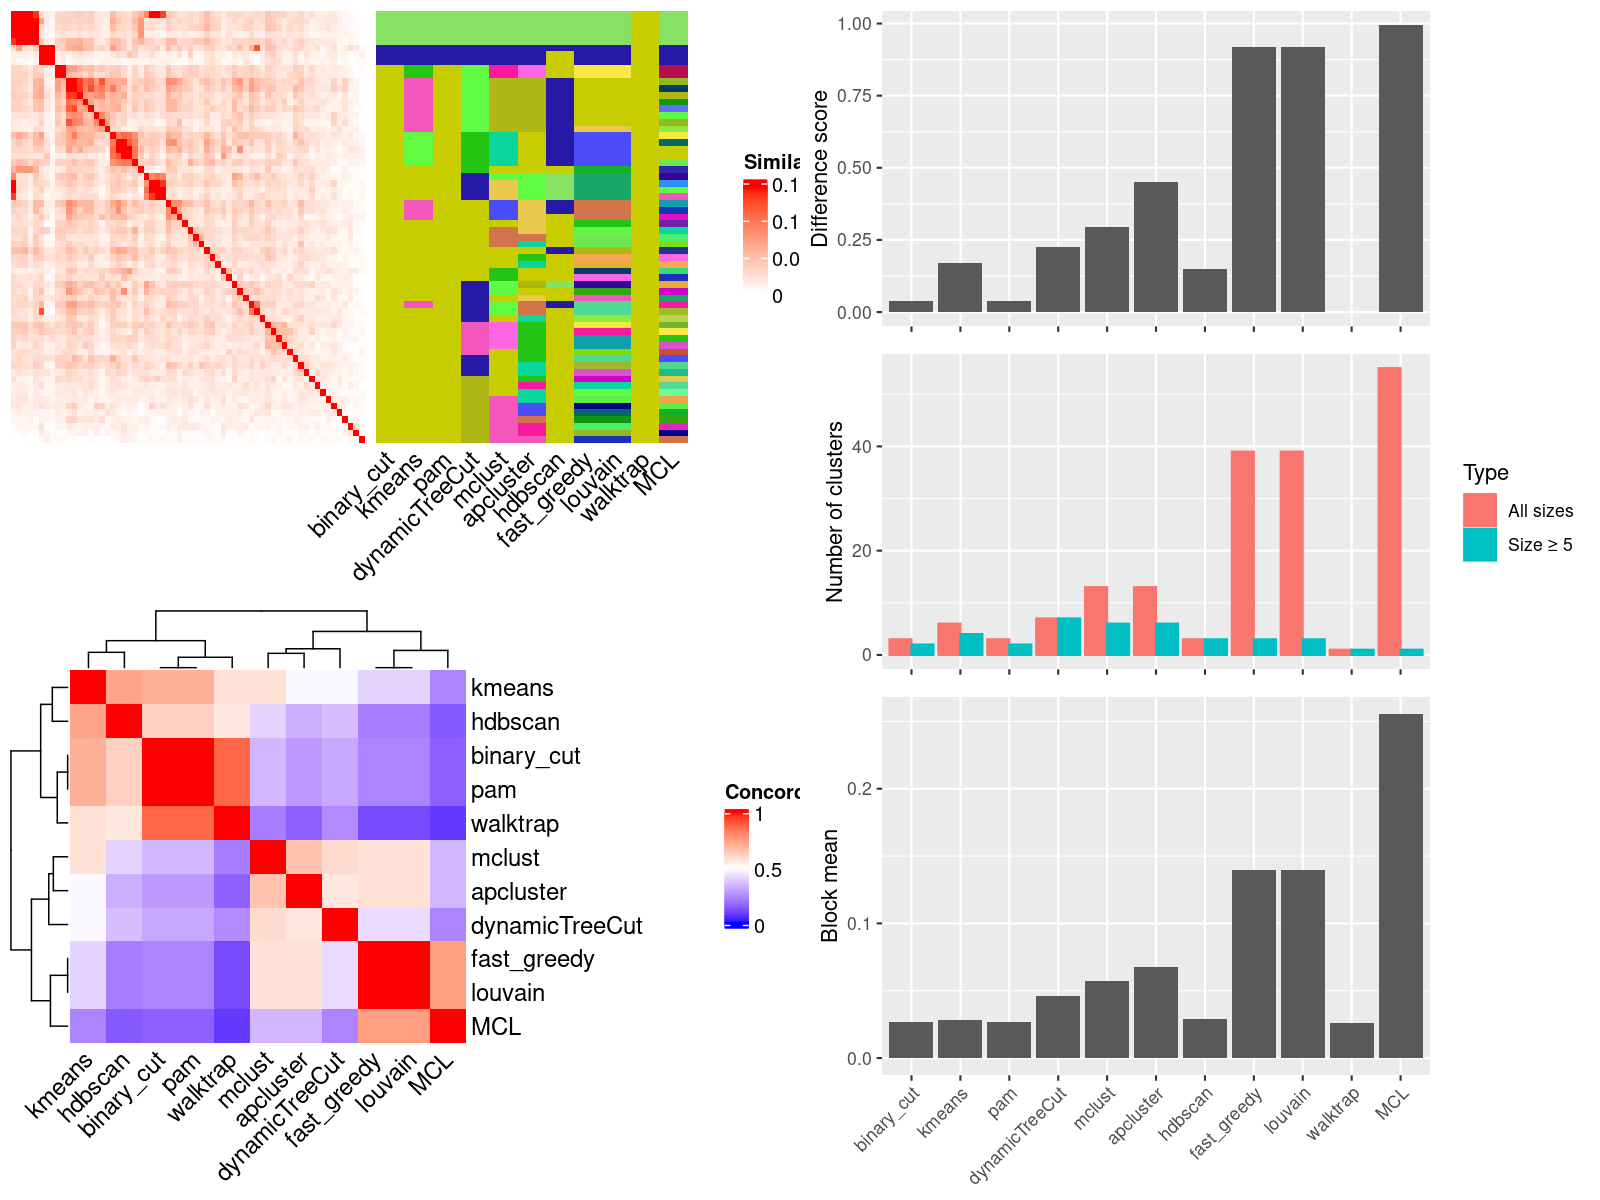 Simila
0.1
0.1
0.0
0
binary_cut
kmeans
pam
dynamicTreeCut
mclust
apcluster
hdbscan
fast_greedy
louvain
walktrap
MCL
Difference score
1.00
0.75
0.50
0.25
0.00
Number of clusters
40
20
0
Type
All sizes
Size ≥ 5
kmeans
hdbscan
binary_cut
pam
walktrap
mclust
apcluster
dynamicTreeCut
fast_greedy
louvain
MCL
kmeans
hdbscan
binary_cut
pam
walktrap
mclust
apcluster
dynamicTreeCut
fast_greedy
louvain
MCL
Concord
1
0.5
0
Block mean
0.2
0.1
0.0
binary_cut
kmeans
pam
dynamicTreeCut
mclust
apcluster
hdbscan
fast_greedy
louvain
walktrap
MCL